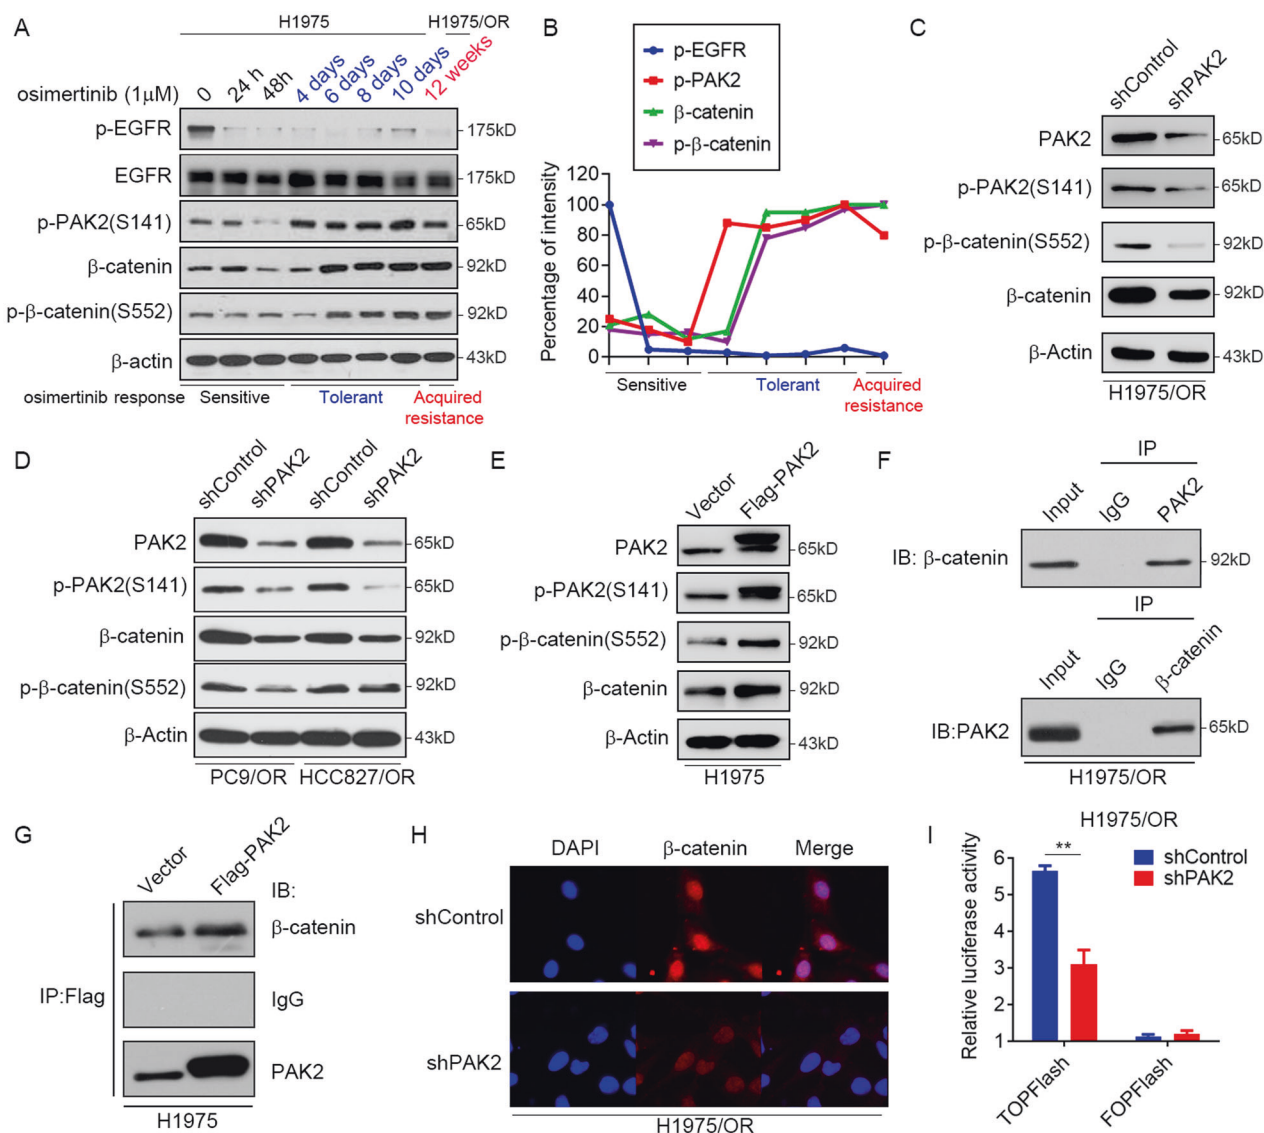 A
H1975
H1975/OR
osimertinib (1μM)
0
24 h
48h
4 days
6 days
8 days
10 days
12 weeks
p-EGFR
175kD
EGFR
175kD
p-PAK2(S141)
65kD
β-catenin
92kD
p-β-catenin(S552)
92kD
β-actin
43kD
osimertinib response
Sensitive
Tolerant
Acquired
resistance
B
p-EGFR
p-PAK2
β-catenin
p-β-catenin
Percentage of intensity
120
100
80
60
40
20
0
Sensitive
Tolerant
Acquired
resistance
C
shControl
shPAK2
PAK2
65kD
p-PAK2(S141)
65kD
p-β-catenin(S552)
92kD
β-catenin
92kD
β-Actin
43kD
H1975/OR
D
shControl
shPAK2
shControl
shPAK2
PAK2
65kD
p-PAK2(S141)
65kD
β-catenin
92kD
p-β-catenin(S552)
92kD
β-Actin
43kD
PC9/OR
HCC827/OR
E
Vector
Flag-PAK2
PAK2
65kD
p-PAK2(S141)
65kD
p-β-catenin(S552)
92kD
β-catenin
92kD
β-Actin
43kD
H1975
F
IP
Input
IgG
PAK2
IB: β-catenin
92kD
IP
Input
IgG
β-catenin
IB:PAK2
65kD
H1975/OR
G
Vector
Flag-PAK2
IB:
β-catenin
IP:Flag
IgG
PAK2
H1975
H
DAPI
β-catenin
Merge
shControl
shPAK2
H1975/OR
I
H1975/OR
Relative luciferase activity
6
5
4
3
2
1
**
shControl
shPAK2
TOPFlash
FOPFlash